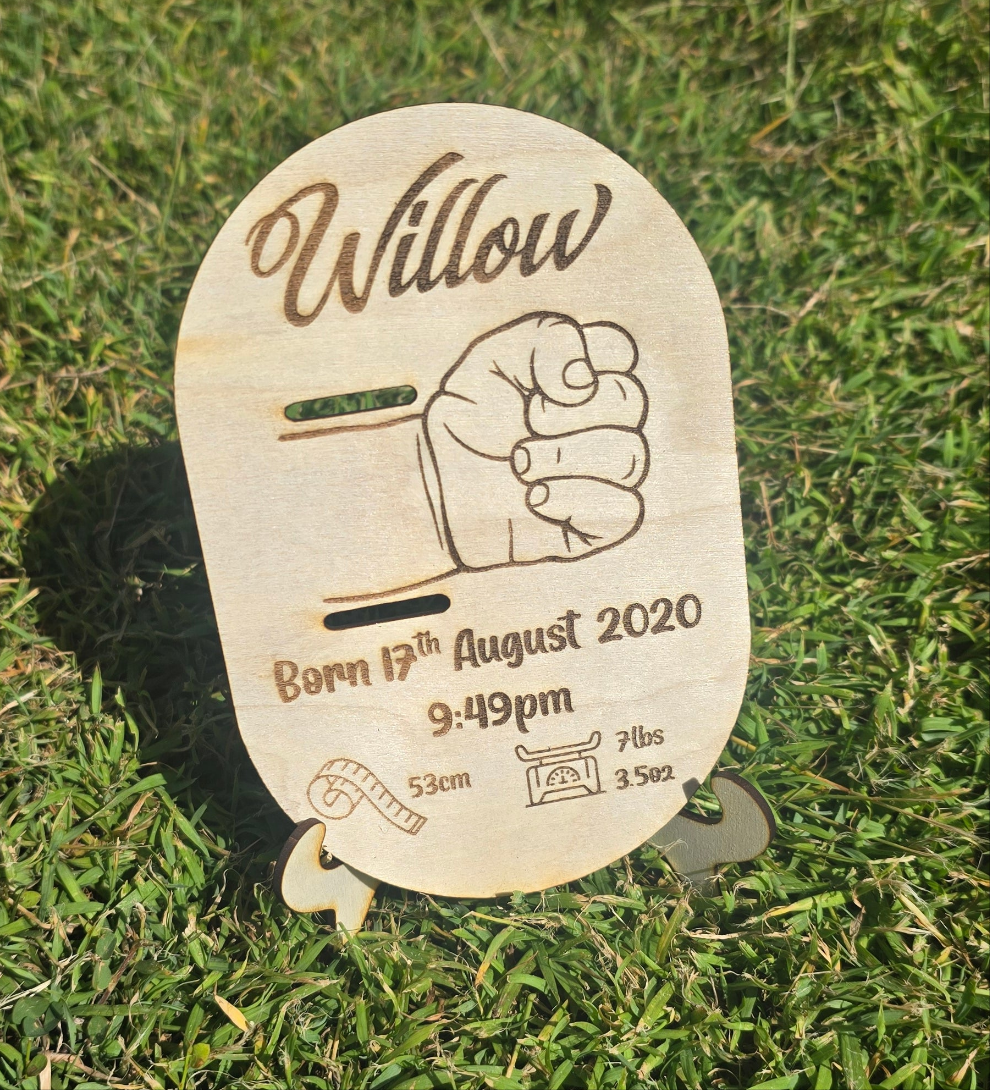 Willow
Born 17th August 2020
9:49pm
53cm
7lbs
3.5oz